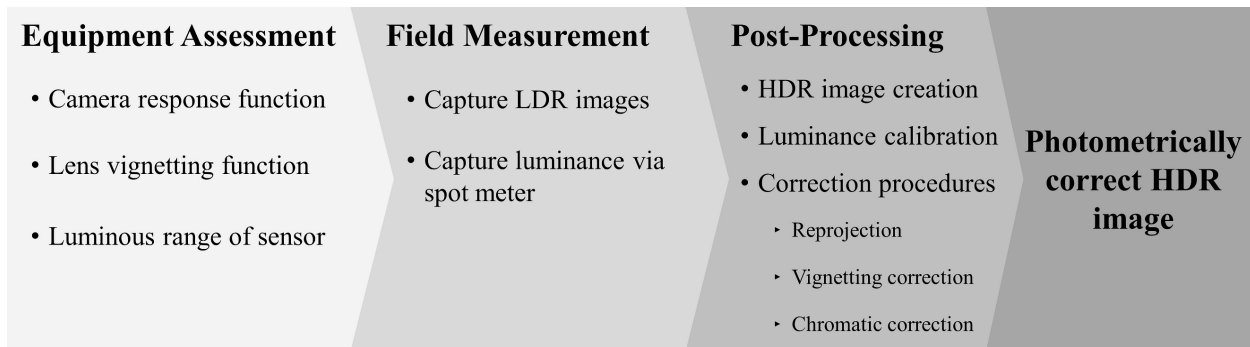 Equipment Assessment
• Camera response function
• Lens vignetting function
• Luminous range of sensor
Field Measurement
• Capture LDR images
• Capture luminance via
spot meter
Post-Processing
• HDR image creation
• Luminance calibration
• Correction procedures
‣ Reprojection
‣ Vignetting correction
‣ Chromatic correction
Photometrically
correct HDR
image